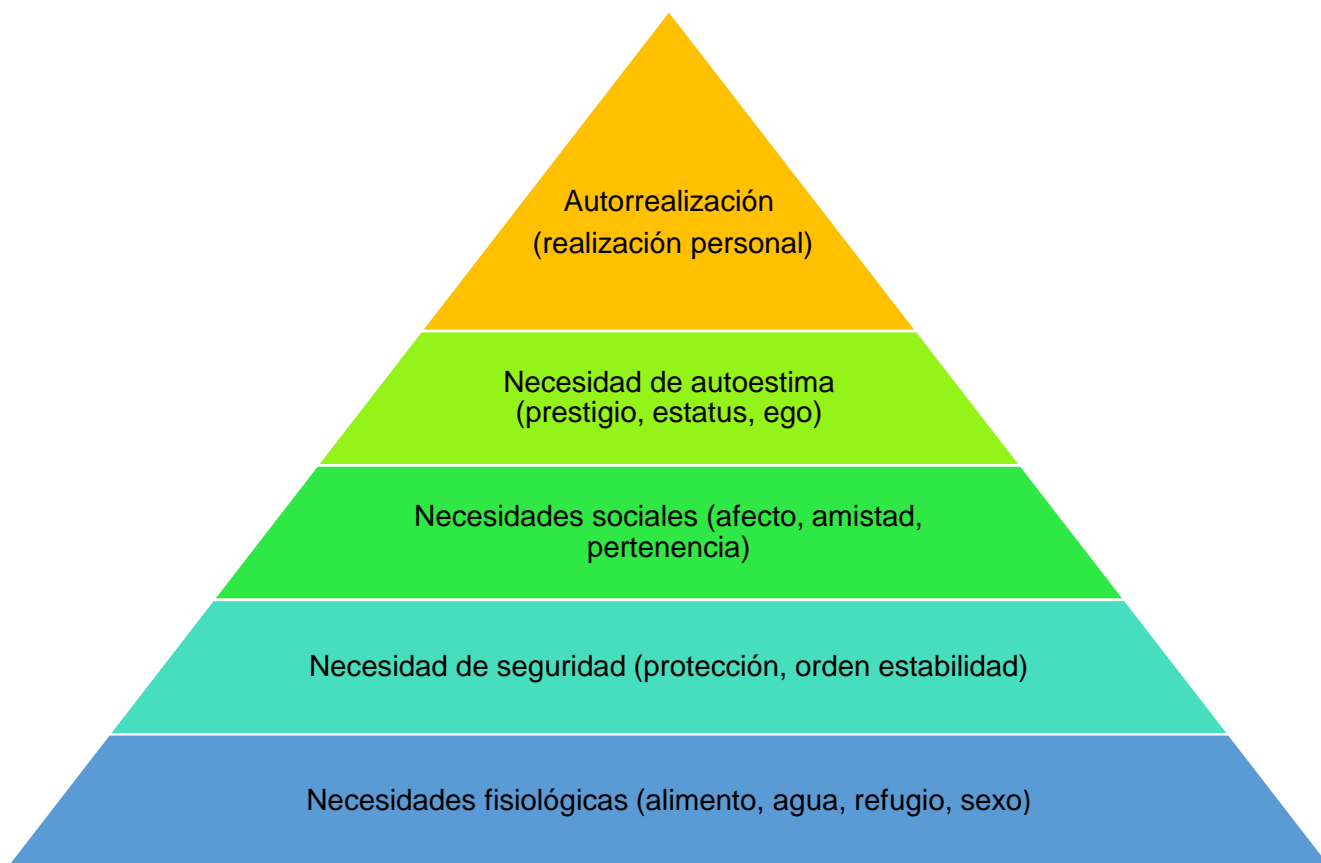 Autorrealización
(realización personal)
Necesidad de autoestima
(prestigio, estatus, ego)
Necesidades sociales (afecto, amistad,
pertenencia)
Necesidad de seguridad (protección, orden estabilidad)
Necesidades fisiológicas (alimento, agua, refugio, sexo)